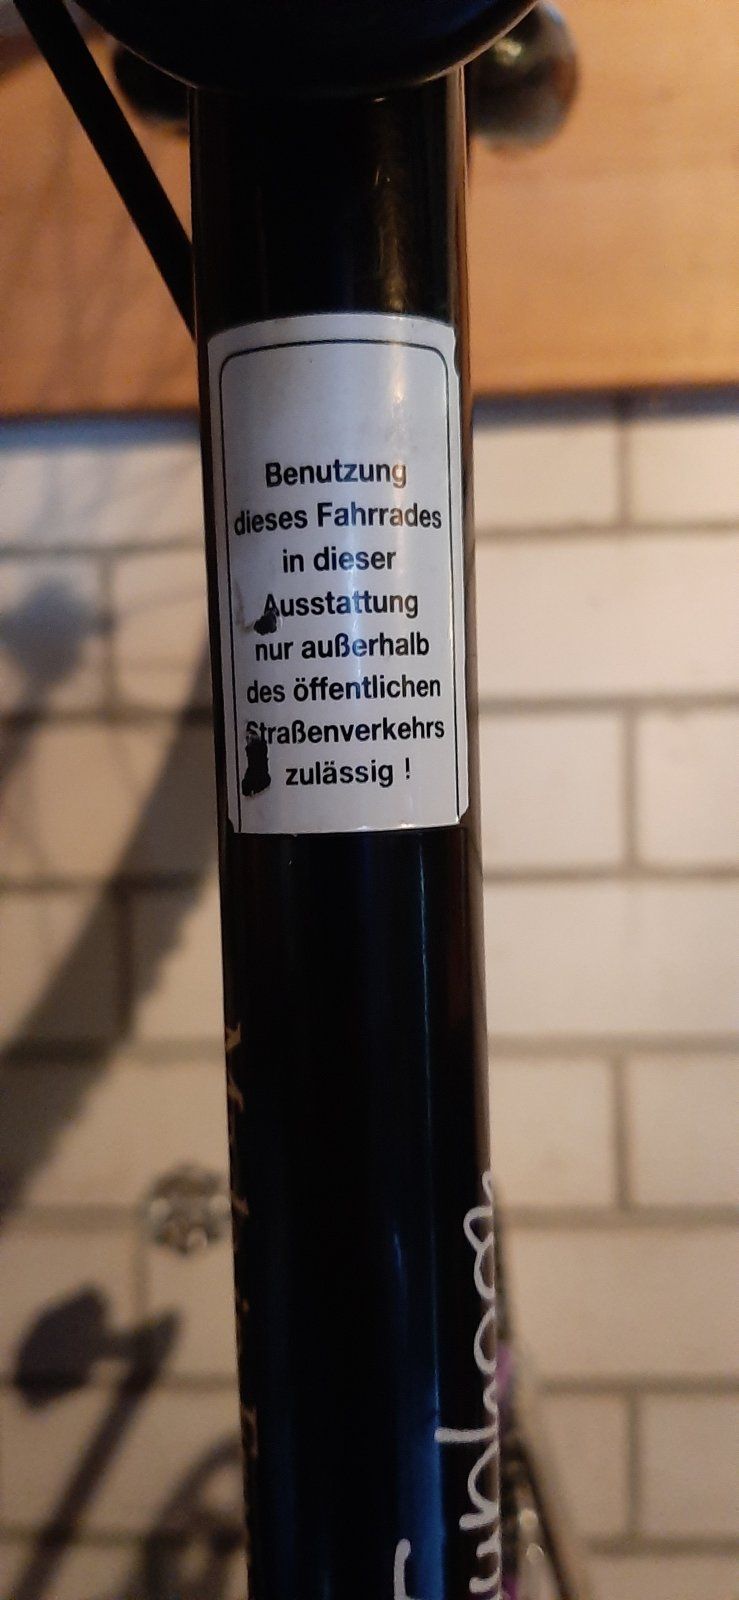 Benutzung
dieses Fahrrades
in dieser
Ausstattung
nur außerhalb
des öffentlichen
Straßenverkehrs
zulässig !